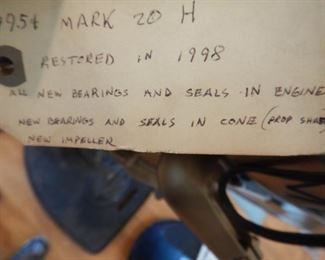 1954 MARK 20 H
RESTORED in 1998
ALL NEW BEARINGS AND SEALS IN ENGINE
NEW BEARINGS AND SEALS IN CONE (PROP SHAFT
NEW IMPELLER